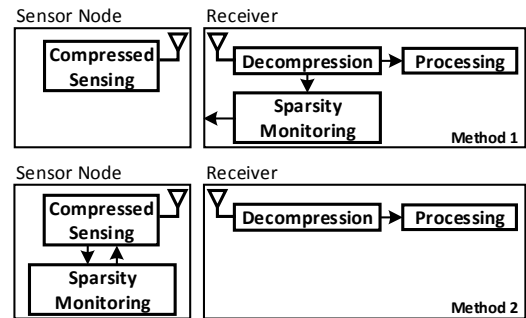 Sensor Node
Receiver
Compressed
Sensing
Decompression
Processing
Sparsity
Monitoring
Method 1
Sensor Node
Receiver
Compressed
Sensing
Decompression
Processing
Sparsity
Monitoring
Method 2